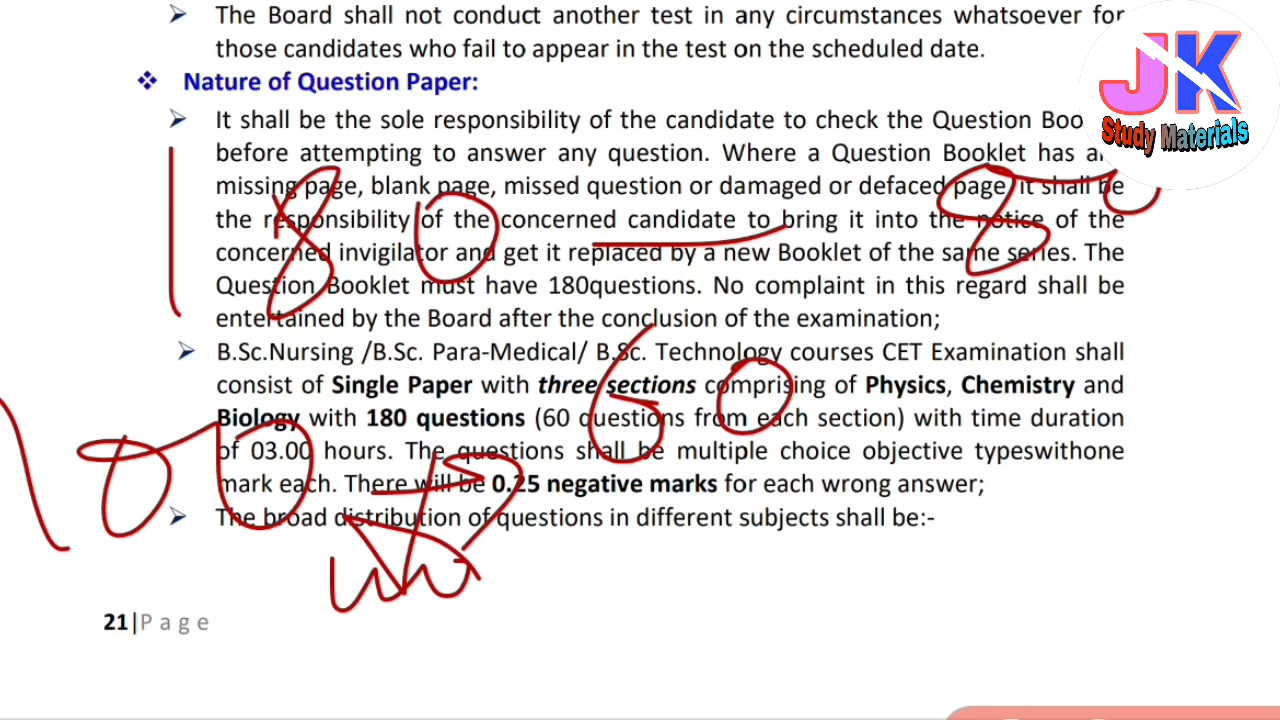 The Board shall not conduct another test in any circumstances whatsoever for
those candidates who fail to appear in the test on the scheduled date.
Nature of Question Paper:
It shall be the sole responsibility of the candidate to check the Question
before attempting to answer any question. Where a Question Booklet has
missing page, blank page, missed question or damaged or defaced page, it shall be
the responsibility of the concerned candidate to bring it into the notice of the
concerned invigilator and get it replaced by a new Booklet of the same series. The
Question Booklet must have 180questions. No complaint in this regard shall be
entertained by the Board after the conclusion of the examination;
B.Sc.Nursing /B.Sc. Para-Medical/ B.Sc. Technology courses CET Examination shall
consist of Single Paper with three sections comprising of Physics, Chemistry and
Biology with 180 questions (60 questions from each section) with time duration
of 03.00 hours. The questions shall be multiple choice objective typeswithone
mark each. There will be 0.25 negative marks for each wrong answer;
The broad distribution of questions in different subjects shall be:-
21|Page
JK
Study Materials
180
60